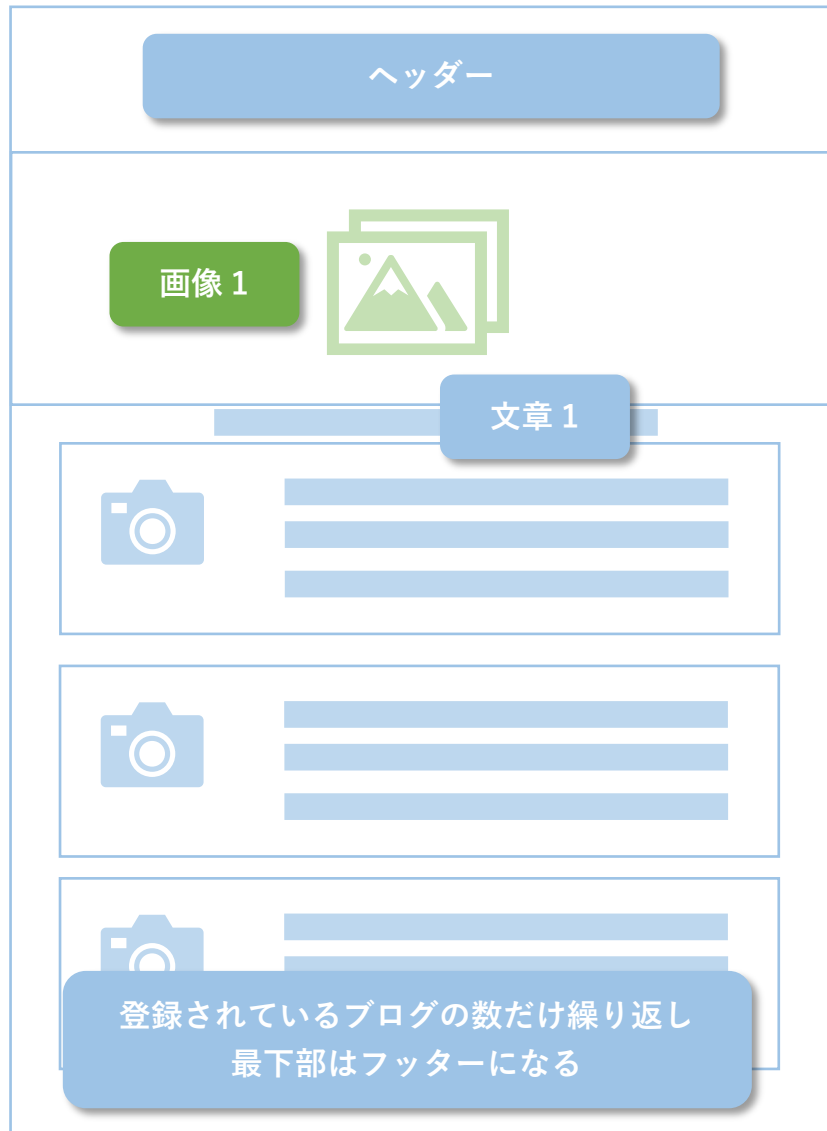 ヘッダー
画像 1
文章 1
登録されているブログの数だけ繰り返し
最下部はフッターになる